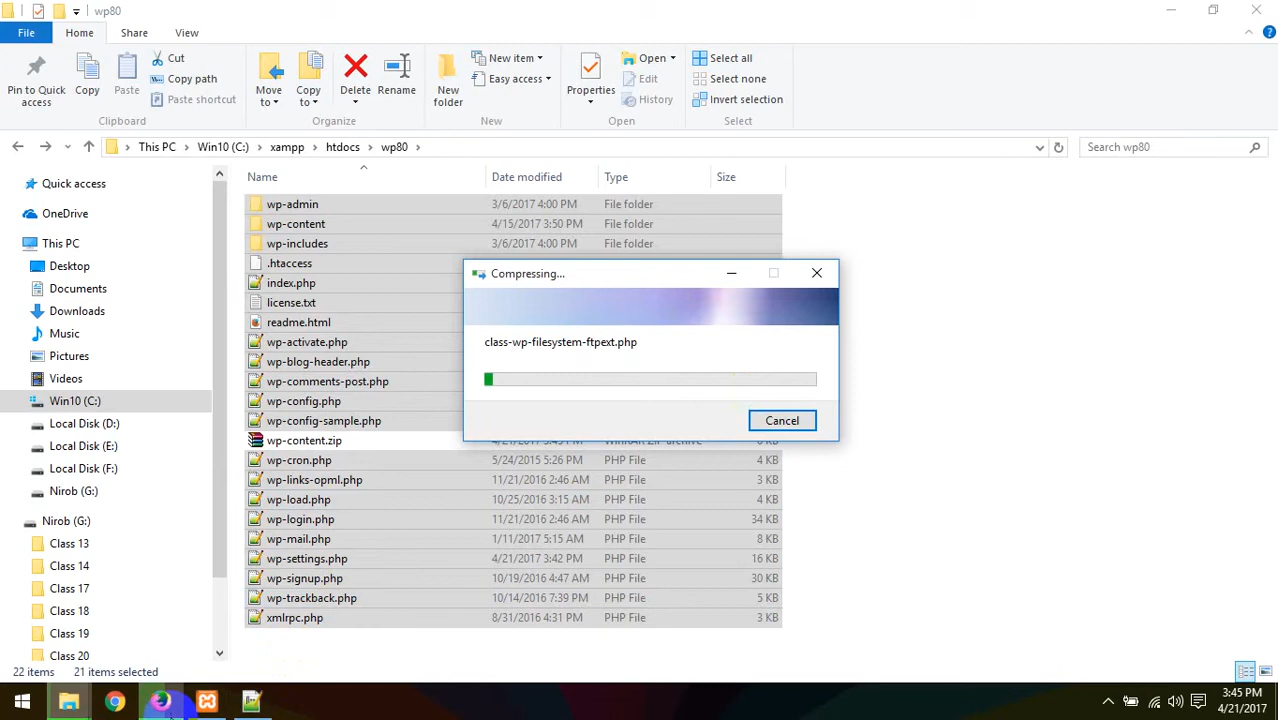 wp80
File Home Share View
Pin to Quick access
Copy
Paste
Cut
Copy path
Paste shortcut
Clipboard
Move to
Copy to
Delete
Rename
Organize
New folder
New item
Easy access
New
Properties
Open
Edit
History
Open
Select all
Select none
Invert selection
Select
This PC Win10 (C:) xampp htdocs wp80
Search wp80
Quick access
OneDrive
This PC
Desktop
Documents
Downloads
Music
Pictures
Videos
Win10 (C:)
Local Disk (D:)
Local Disk (E:)
Local Disk (F:)
Nirob (G:)
Nirob (G:)
Class 13
Class 14
Class 17
Class 18
Class 19
Class 20
Name Date modified Type Size
wp-admin 3/6/2017 4:00 PM File folder
wp-content 4/15/2017 3:50 PM File folder
wp-includes 3/6/2017 4:00 PM File folder
.htaccess
index.php
license.txt
readme.html
wp-activate.php
wp-blog-header.php
wp-comments-post.php
wp-config.php
wp-config-sample.php
wp-content.zip 4/21/2017 3:45 PM WinRAR ZIP archive
wp-cron.php 5/24/2015 5:26 PM PHP File 4 KB
wp-links-opml.php 11/21/2016 2:46 AM PHP File 3 KB
wp-load.php 10/25/2016 3:15 AM PHP File 4 KB
wp-login.php 11/21/2016 2:46 AM PHP File 34 KB
wp-mail.php 1/11/2017 5:15 AM PHP File 8 KB
wp-settings.php 4/21/2017 3:42 PM PHP File 16 KB
wp-signup.php 10/19/2016 4:47 AM PHP File 30 KB
wp-trackback.php 10/14/2016 7:39 PM PHP File 5 KB
xmlrpc.php 8/31/2016 4:31 PM PHP File 3 KB
Compressing...
class-wp-filesystem-ftpext.php
Cancel
22 items 21 items selected
3:45 PM
4/21/2017